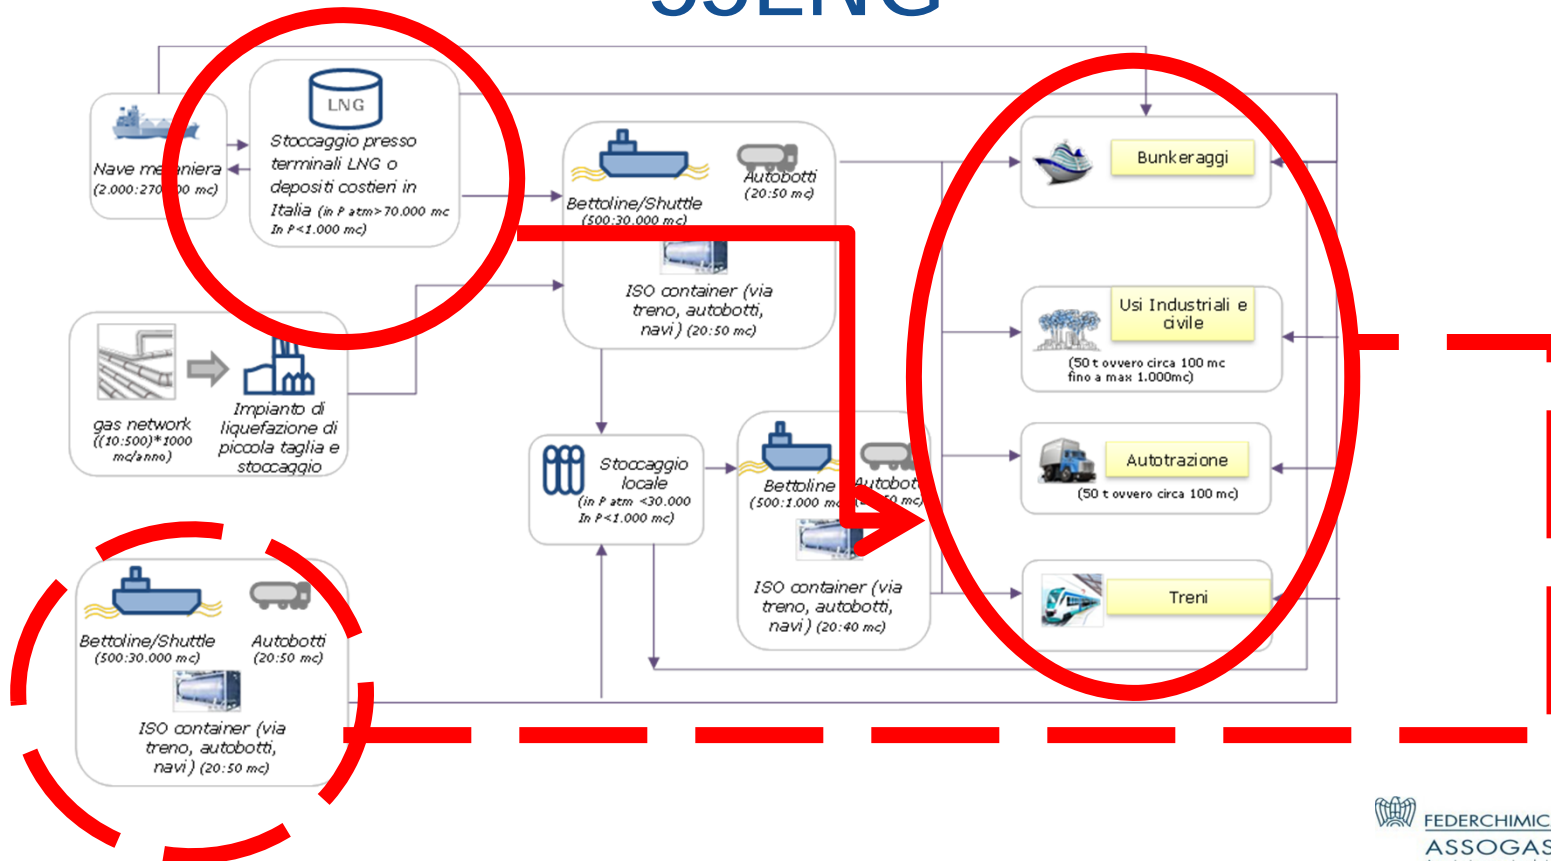 SSLNG
LNG
Stoccaggio presso
terminali LNG o
depositi costieri in
Italia (in P atm>70.000 mc
In P<1.000 mc)
Nave metaniera
(2.000:270.000 mc)
Bettoline/Shuttle
(500:30.000 mc)
Autobotti
(20:50 mc)
ISO container (via
treno, autobotti,
navi) (20:50 mc)
Bunkeraggi
Usi Industriali e
civile
(50 t ovvero circa 100 mc
fino a max 1.000mc)
gas network
((10:500)*1000
mc/anno)
Impianto di
liquefazione di
piccola taglia e
stoccaggio
Stoccaggio
locale
(in P atm <30.000
In P<1.000 mc)
Bettoline
(500:1.000 mc)
Autobotti
mc)
ISO container (via
treno, autobotti,
navi) (20:40 mc)
Autotrazione
(50 t ovvero circa 100 mc)
Treni
Bettoline/Shuttle
(500:30.000 mc)
Autobotti
(20:50 mc)
ISO container (via
treno, autobotti,
navi) (20:50 mc)
FEDERCHIMIC
ASSOGAS